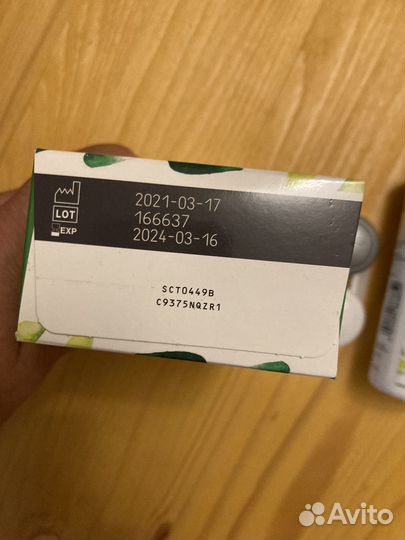 2021-03-17
LOT 166637
EXP 2024-03-16
SCT0449B
C9375NQZR1
Avito